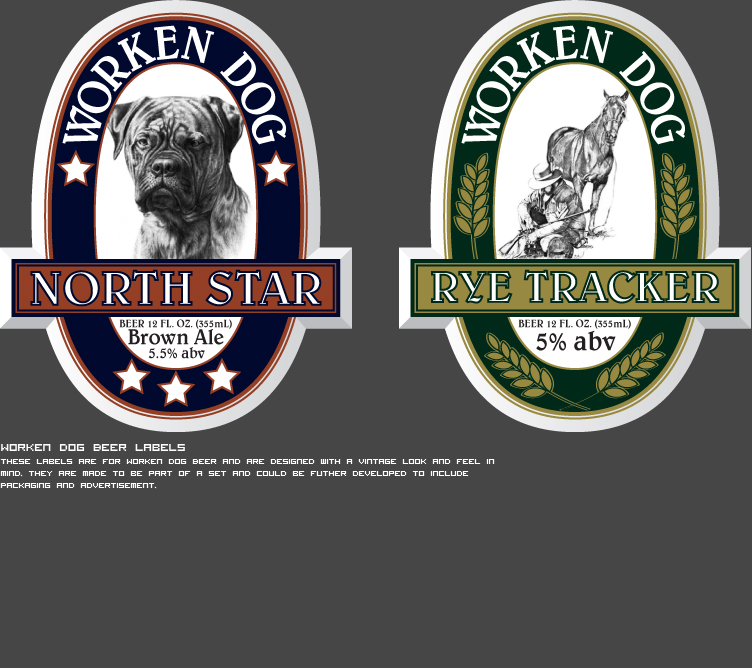 WORKEN DOG
NORTH STAR
BEER 12 FL. OZ. (355mL)
Brown Ale
5.5% abv
WORKEN DOG
RYE TRACKER
BEER 12 FL. OZ. (355mL)
5% abv
WORKEN DOG BEER LABELS
THESE LABELS ARE FOR WORKEN DOG BEER AND ARE DESIGNED WITH A VINTAGE LOOK AND FEEL IN
MIND. THEY ARE MADE TO BE PART OF A SET AND COULD BE FUTHER DEVELOPED TO INCLUDE
PACKAGING AND ADVERTISEMENT.